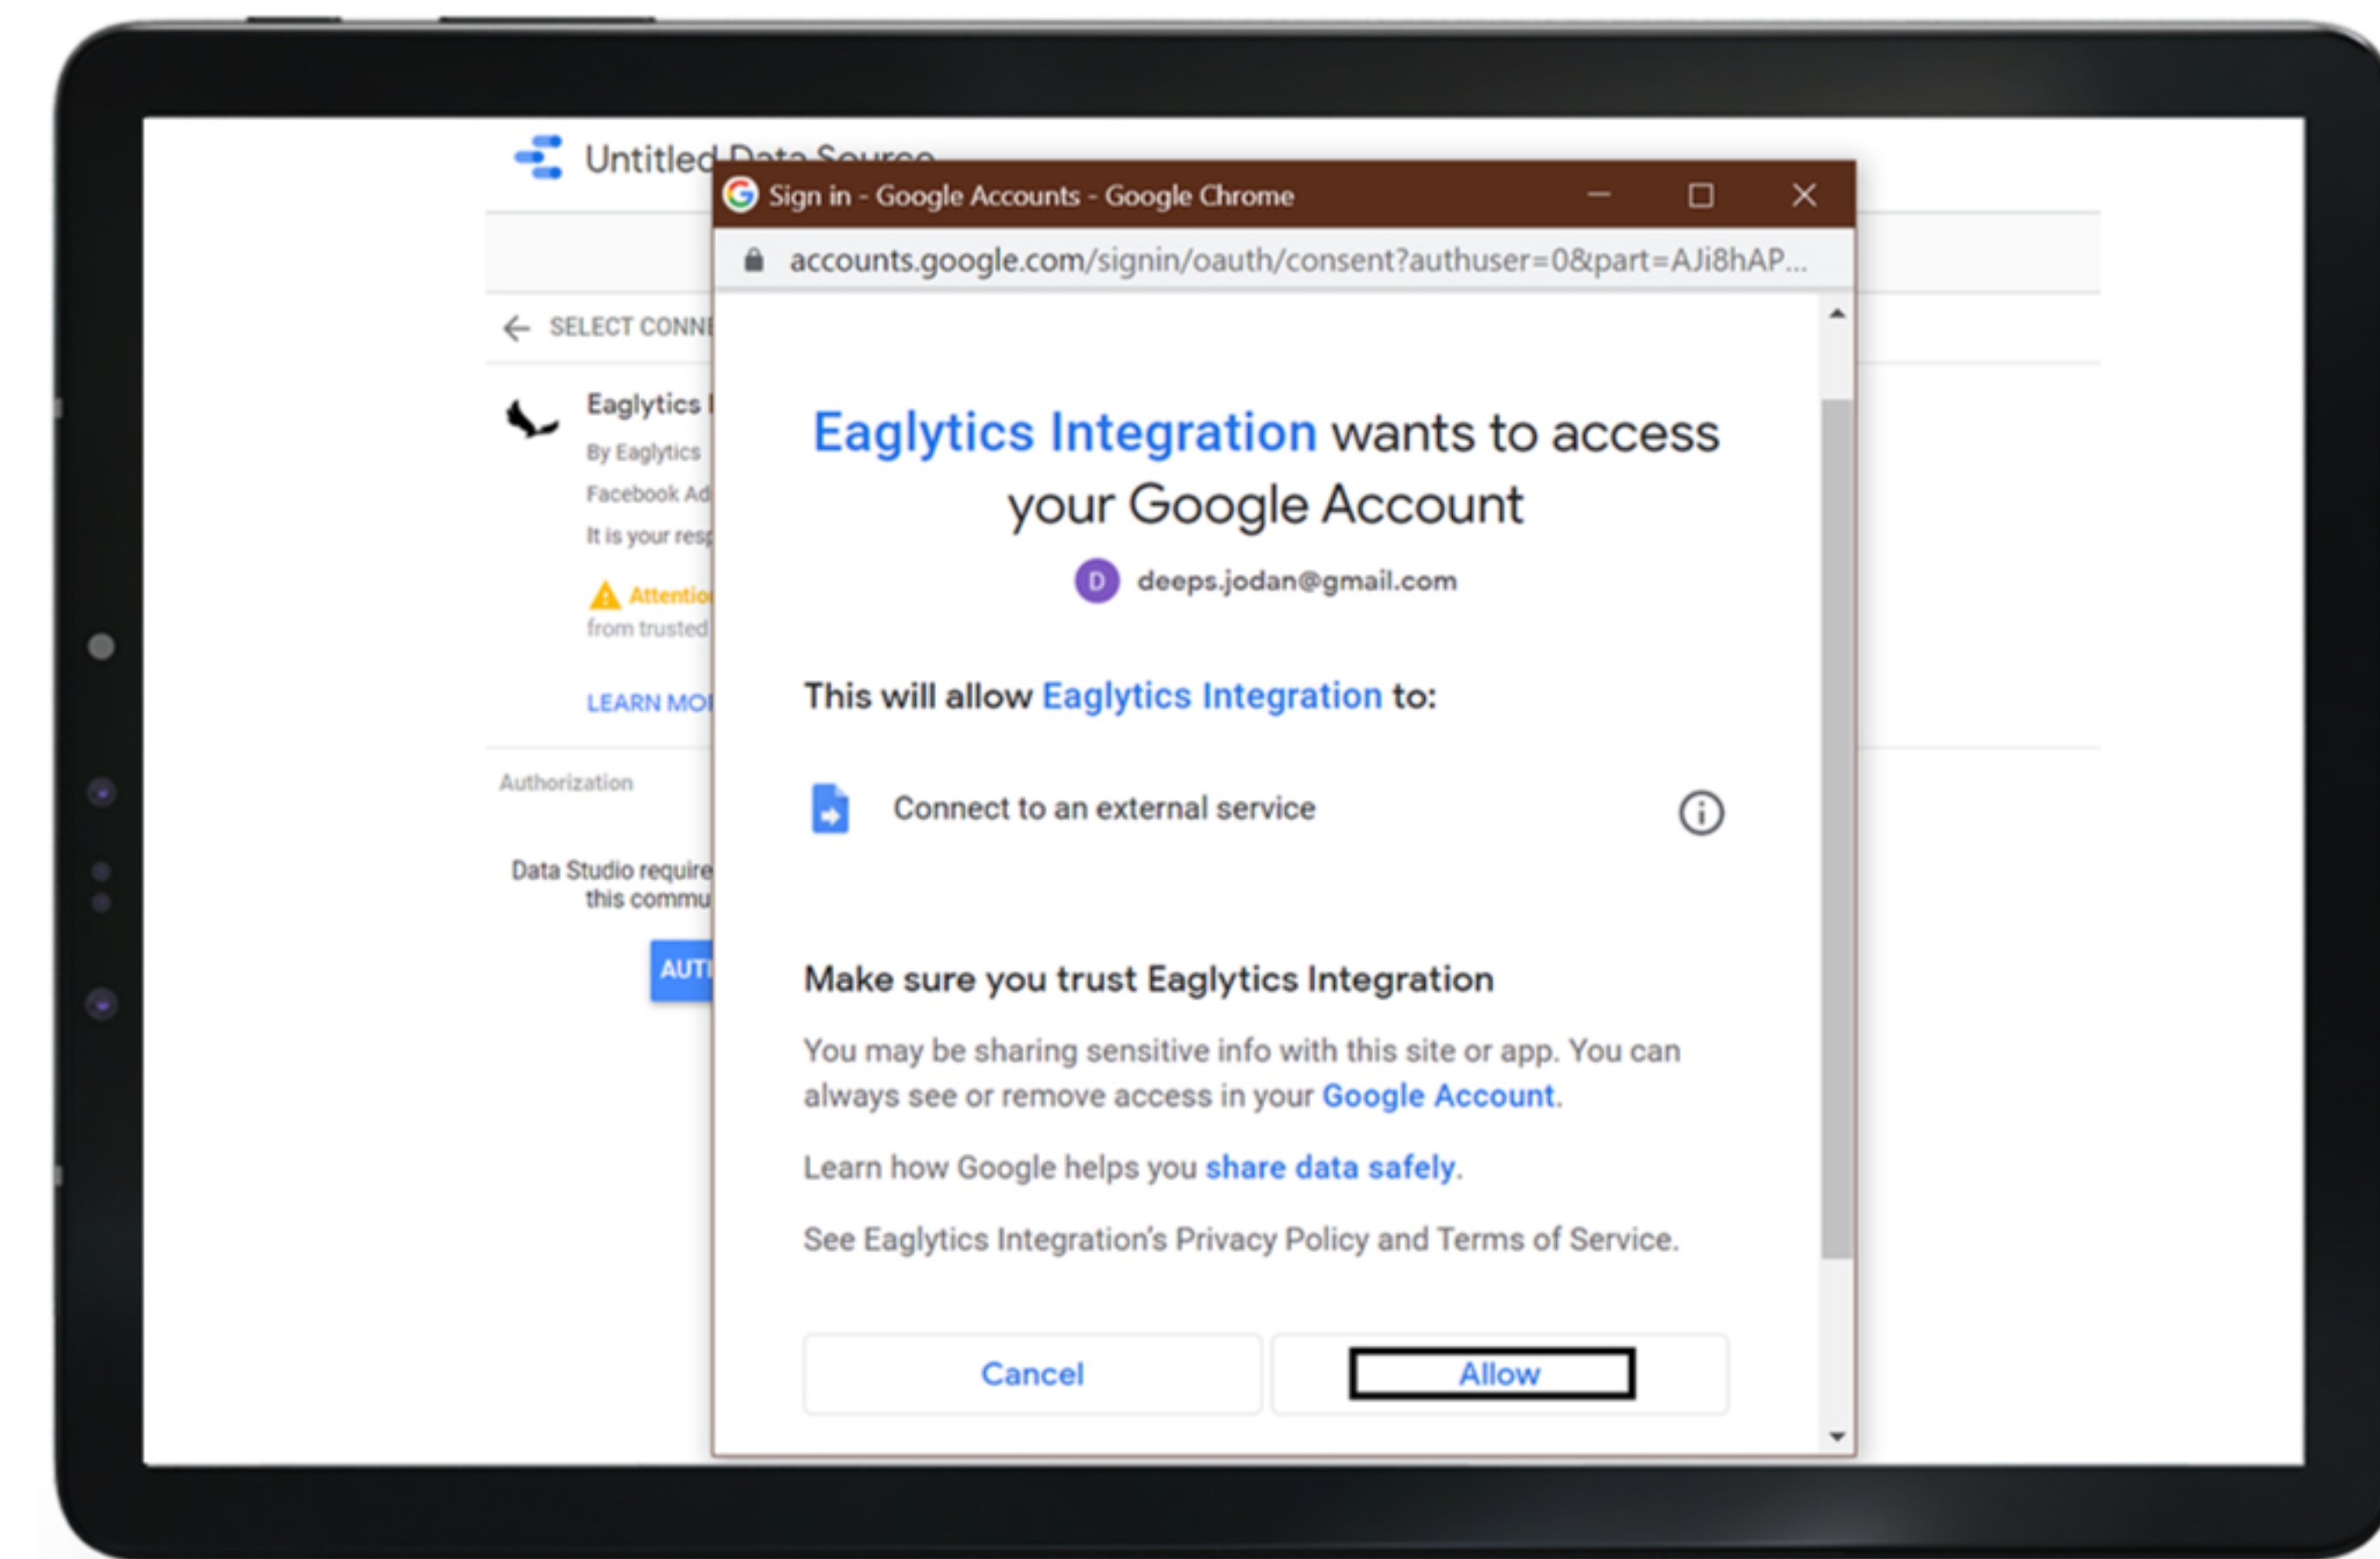 Untitled Data Source
Sign in - Google Accounts - Google Chrome
accounts.google.com/signin/oauth/consent?authuser=0&part=AJi8hAP...
SELECT CONNE
Eaglytics
By Eaglytics
Facebook Ad
It is your resp
Attentio
from trusted
LEARN MOR
Authorization
Data Studio require
this commu
AUTH
Eaglytics Integration wants to access
your Google Account
D deeps.jodan@gmail.com
This will allow Eaglytics Integration to:
Connect to an external service
Make sure you trust Eaglytics Integration
You may be sharing sensitive info with this site or app. You can
always see or remove access in your Google Account.
Learn how Google helps you share data safely.
See Eaglytics Integration's Privacy Policy and Terms of Service.
Cancel
Allow